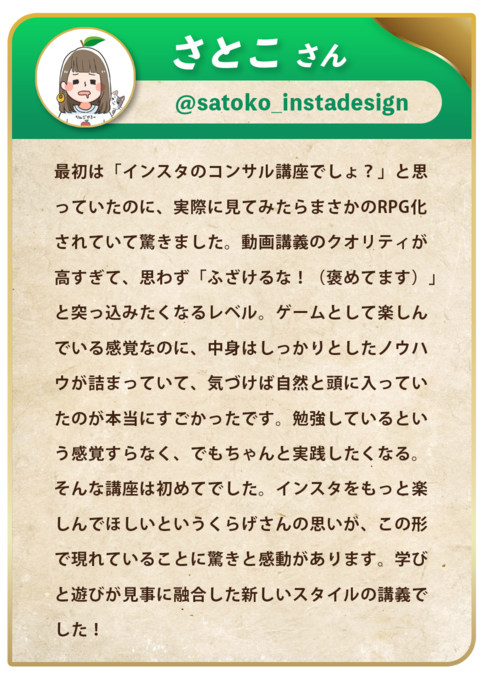 さとこ さん
@satoko_instadesign
最初は「インスタのコンサル講座でしょ？」と思
っていたのに、実際に見てみたらまさかのRPG化
されていて驚きました。動画講義のクオリティが
高すぎて、思わず「ふざけるな！（褒めてます）」
と突っ込みたくなるレベル。ゲームとして楽しん
でいる感覚なのに、中身はしっかりとしたノウハ
ウが詰まっていて、気づけば自然と頭に入ってい
たのが本当にすごかったです。勉強しているとい
う感覚すらなく、でもちゃんと実践したくなる。
そんな講座は初めてでした。インスタをもっと楽
しんでほしいというくらげさんの思いが、この形
で現れていることに驚きと感動があります。学び
と遊びが見事に融合した新しいスタイルの講義で
した！